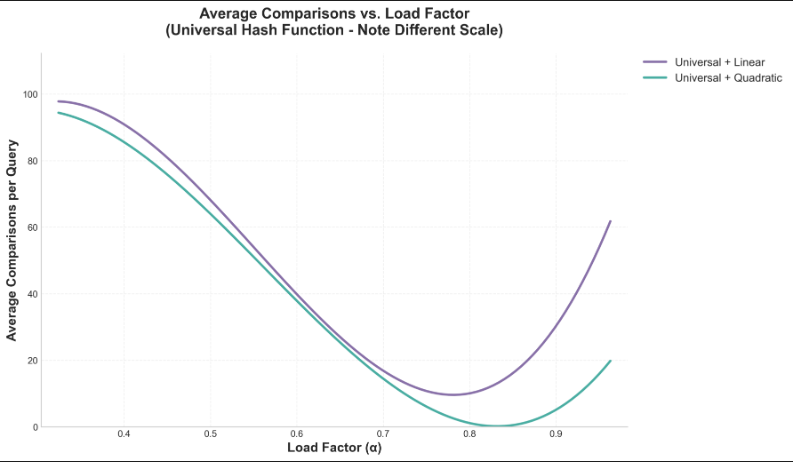 Average Comparisons vs. Load Factor
(Universal Hash Function - Note Different Scale)
Universal + Linear
Universal + Quadratic
Average Comparisons per Query
100
80
60
40
20
0
0.4
0.5
0.6
0.7
0.8
0.9
Load Factor (α)